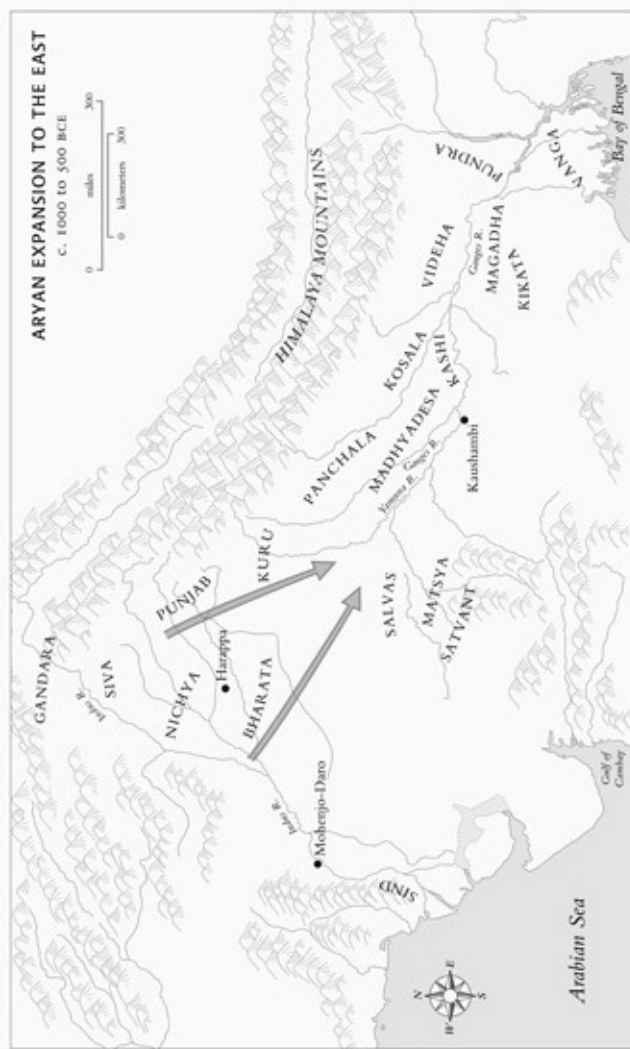 ARYAN EXPANSION TO THE EAST
c. 1000 to 500 BCE
0 miles 300
0 kilometers 300
HIMALAYA MOUNTAINS
GANDARA
SIVA
Indus R.
NICHYA
PUNJAB
Harappa
BHARATA
Indus R.
Mohenjo-Daro
SIND
KURU
PANCHALA
MADHYADESA
Ganges R.
Yamuna R.
KOSALA
KASHI
Kaushambi
SALVAS
MATSYA
SATVANT
VIDEHA
Ganges R.
MAGADHA
KIKATA
PUNDRA
VANGA
Bay of Bengal
Gulf of
Cambay
Arabian Sea
N
E
S
W